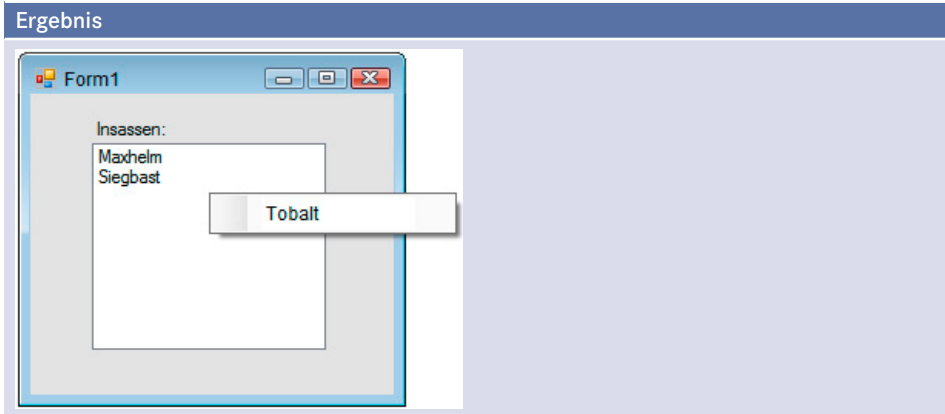 Ergebnis
Form1
Insassen:
Maxhelm
Siegbast
Tobalt